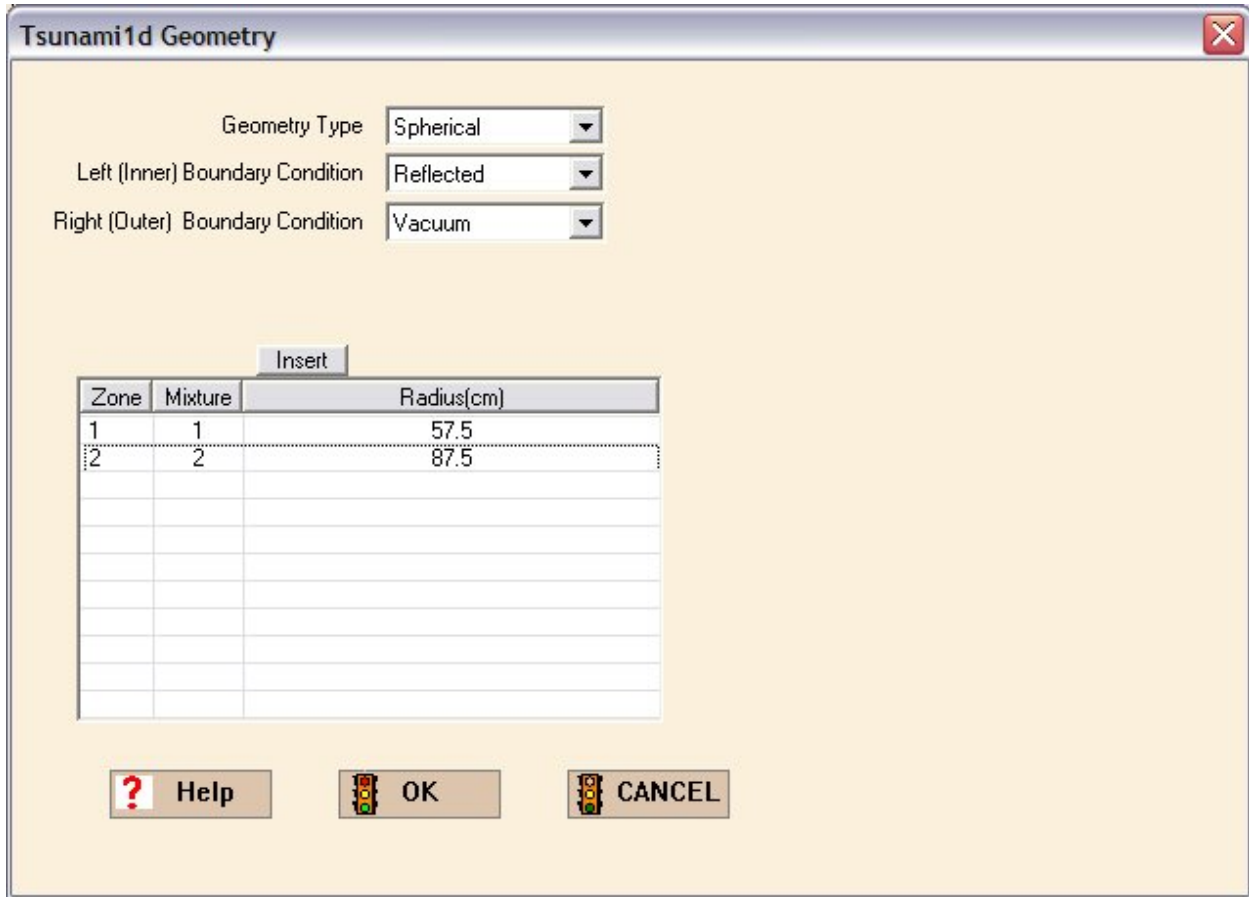 Tsunami1d Geometry
Geometry Type Spherical
Left (Inner) Boundary Condition Reflected
Right (Outer)  Boundary Condition Vacuum
Insert
Zone Mixture Radius(cm)
1 1 57.5
2 2 87.5
? Help OK CANCEL